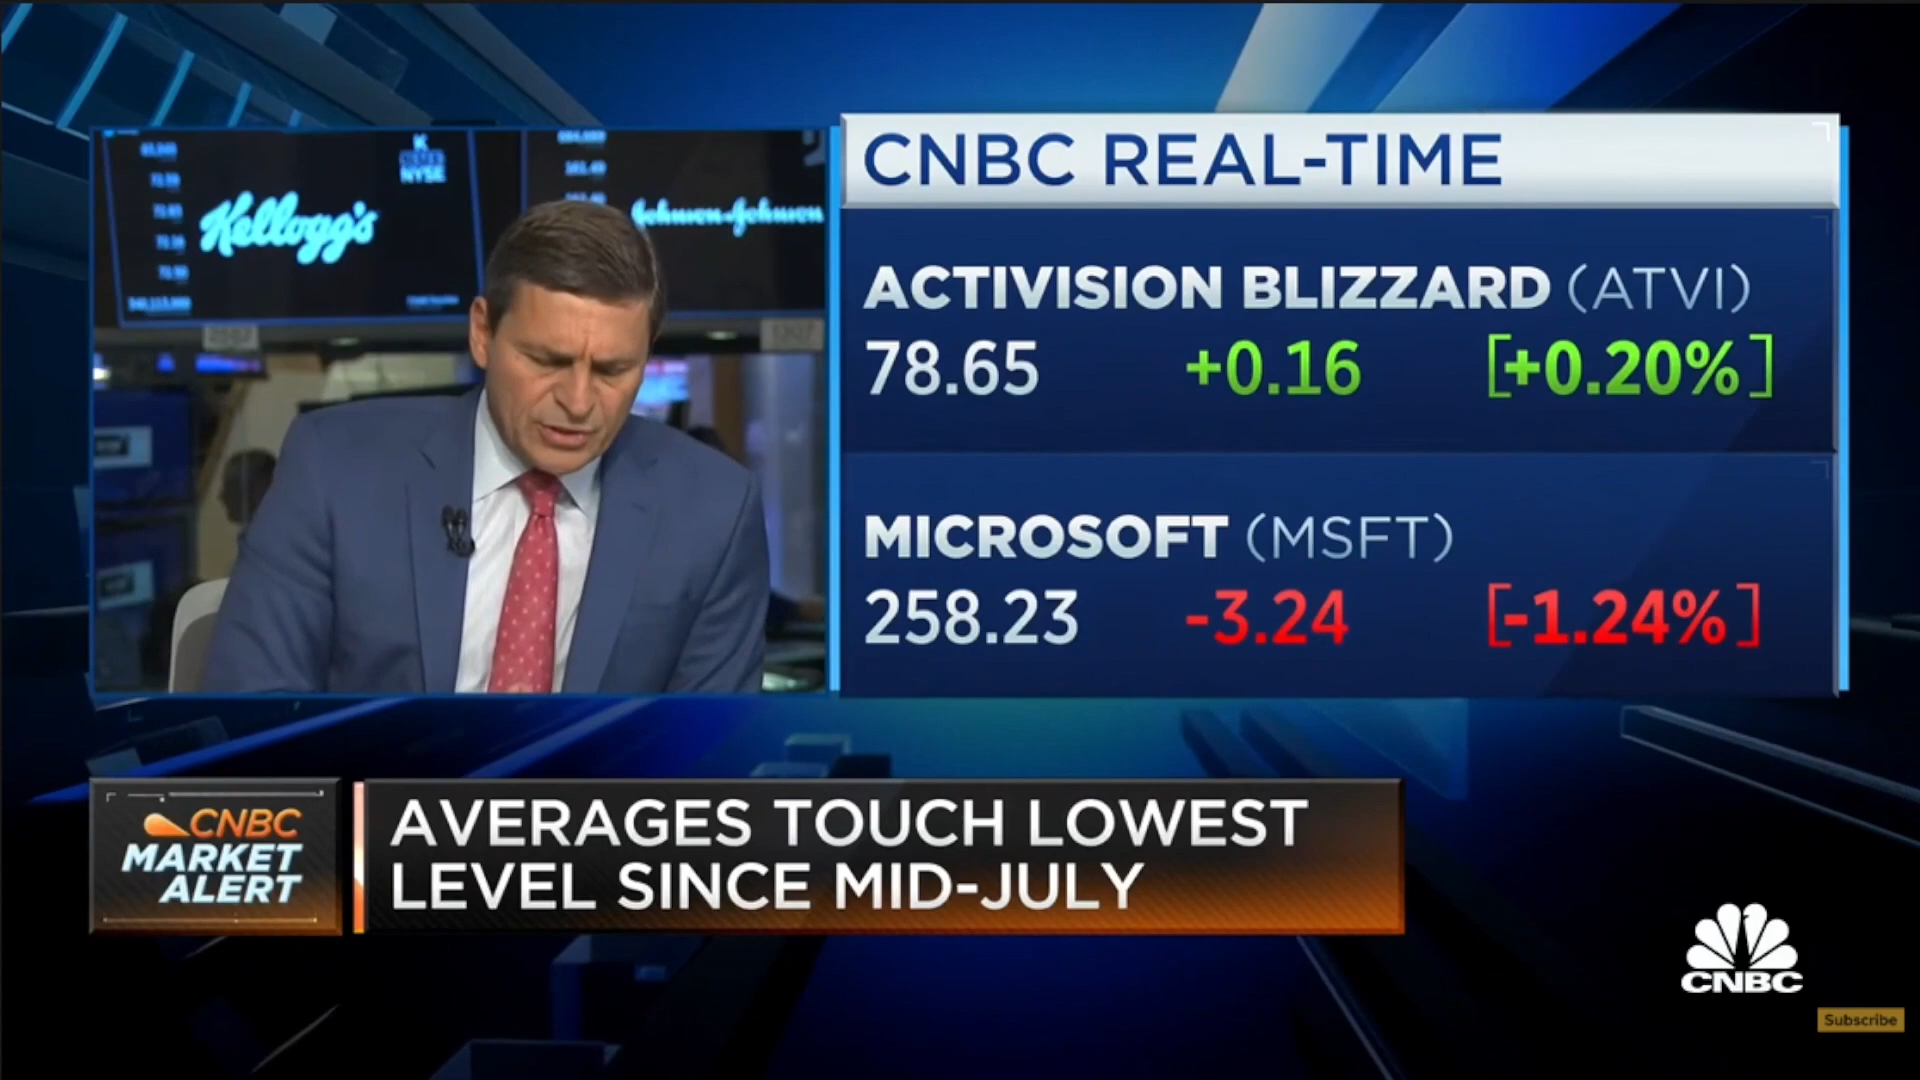 K
NYSE
Kellogg's
Johnson & Johnson
CNBC REAL-TIME
ACTIVISION BLIZZARD (ATVI)
78.65 +0.16 [+0.20%]
MICROSOFT (MSFT)
258.23 -3.24 [-1.24%]
CNBC
MARKET
ALERT
AVERAGES TOUCH LOWEST
LEVEL SINCE MID-JULY
CNBC
Subscribe